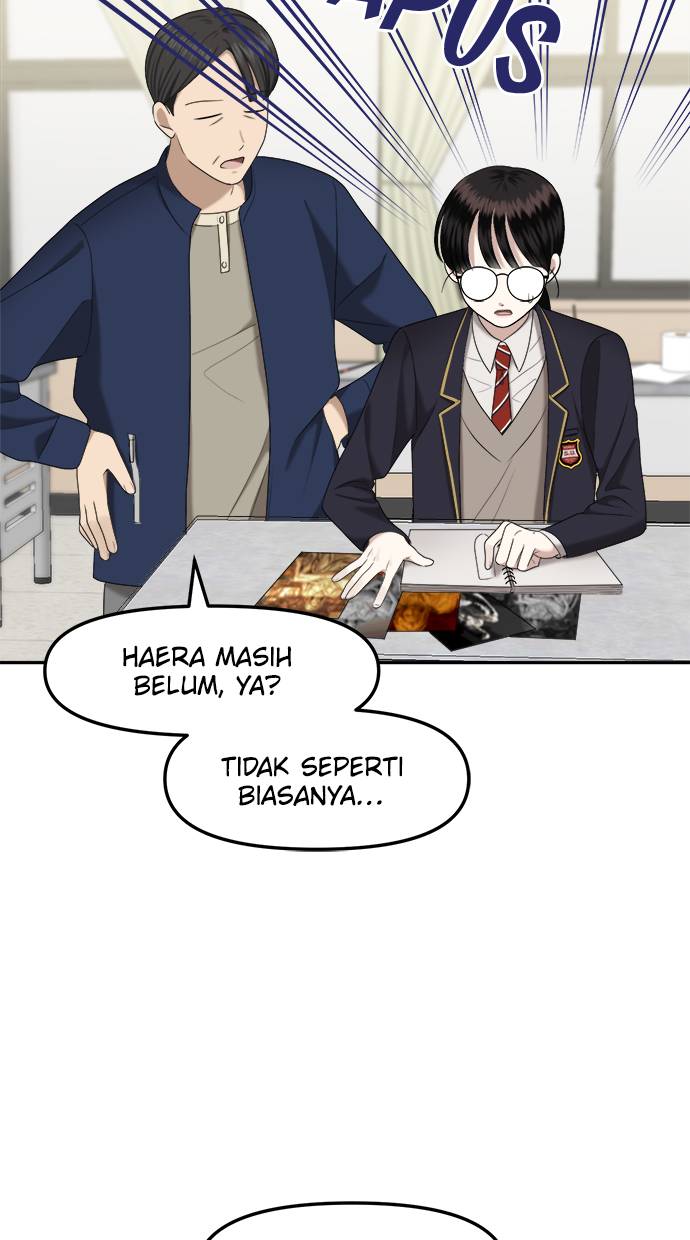 APUS
HAERA MASIH
BELUM, YA?
TIDAK SEPERTI
BIASANYA...